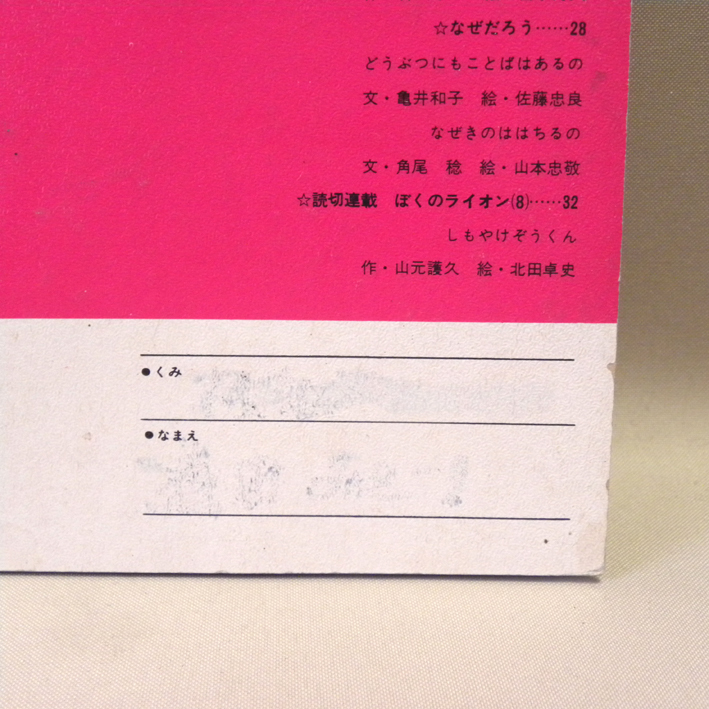 ☆なぜだろう……28
どうぶつにもことばはあるの
文・亀井和子　絵・佐藤忠良
なぜきのははちるの
文・角尾　稔　絵・山本忠敬
☆読切連載　ぼくのライオン(8)……32
しもやけぞうくん
作・山元護久　絵・北田卓史
●くみ
●なまえ